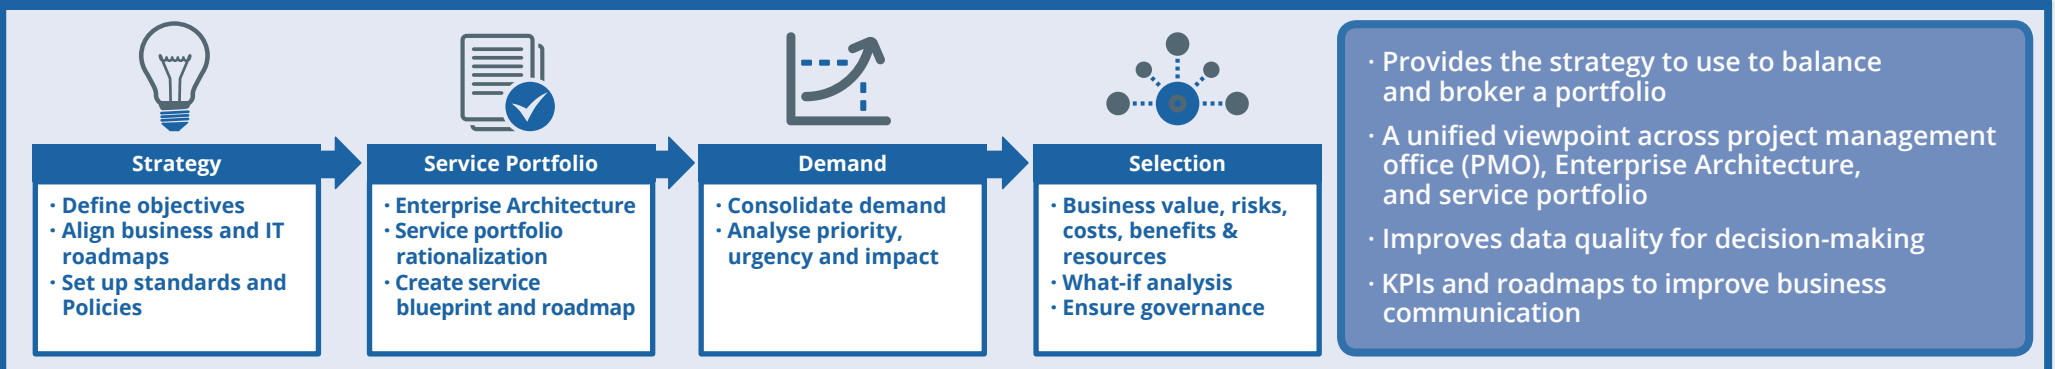 Strategy
· Define objectives
· Align business and IT
roadmaps
· Set up standards and
Policies
Service Portfolio
· Enterprise Architecture
· Service portfolio
rationalization
· Create service
blueprint and roadmap
Demand
· Consolidate demand
· Analyse priority,
urgency and impact
Selection
· Business value, risks,
costs, benefits &
resources
· What-if analysis
· Ensure governance
· Provides the strategy to use to balance
and broker a portfolio
· A unified viewpoint across project management
office (PMO), Enterprise Architecture,
and service portfolio
· Improves data quality for decision-making
· KPIs and roadmaps to improve business
communication